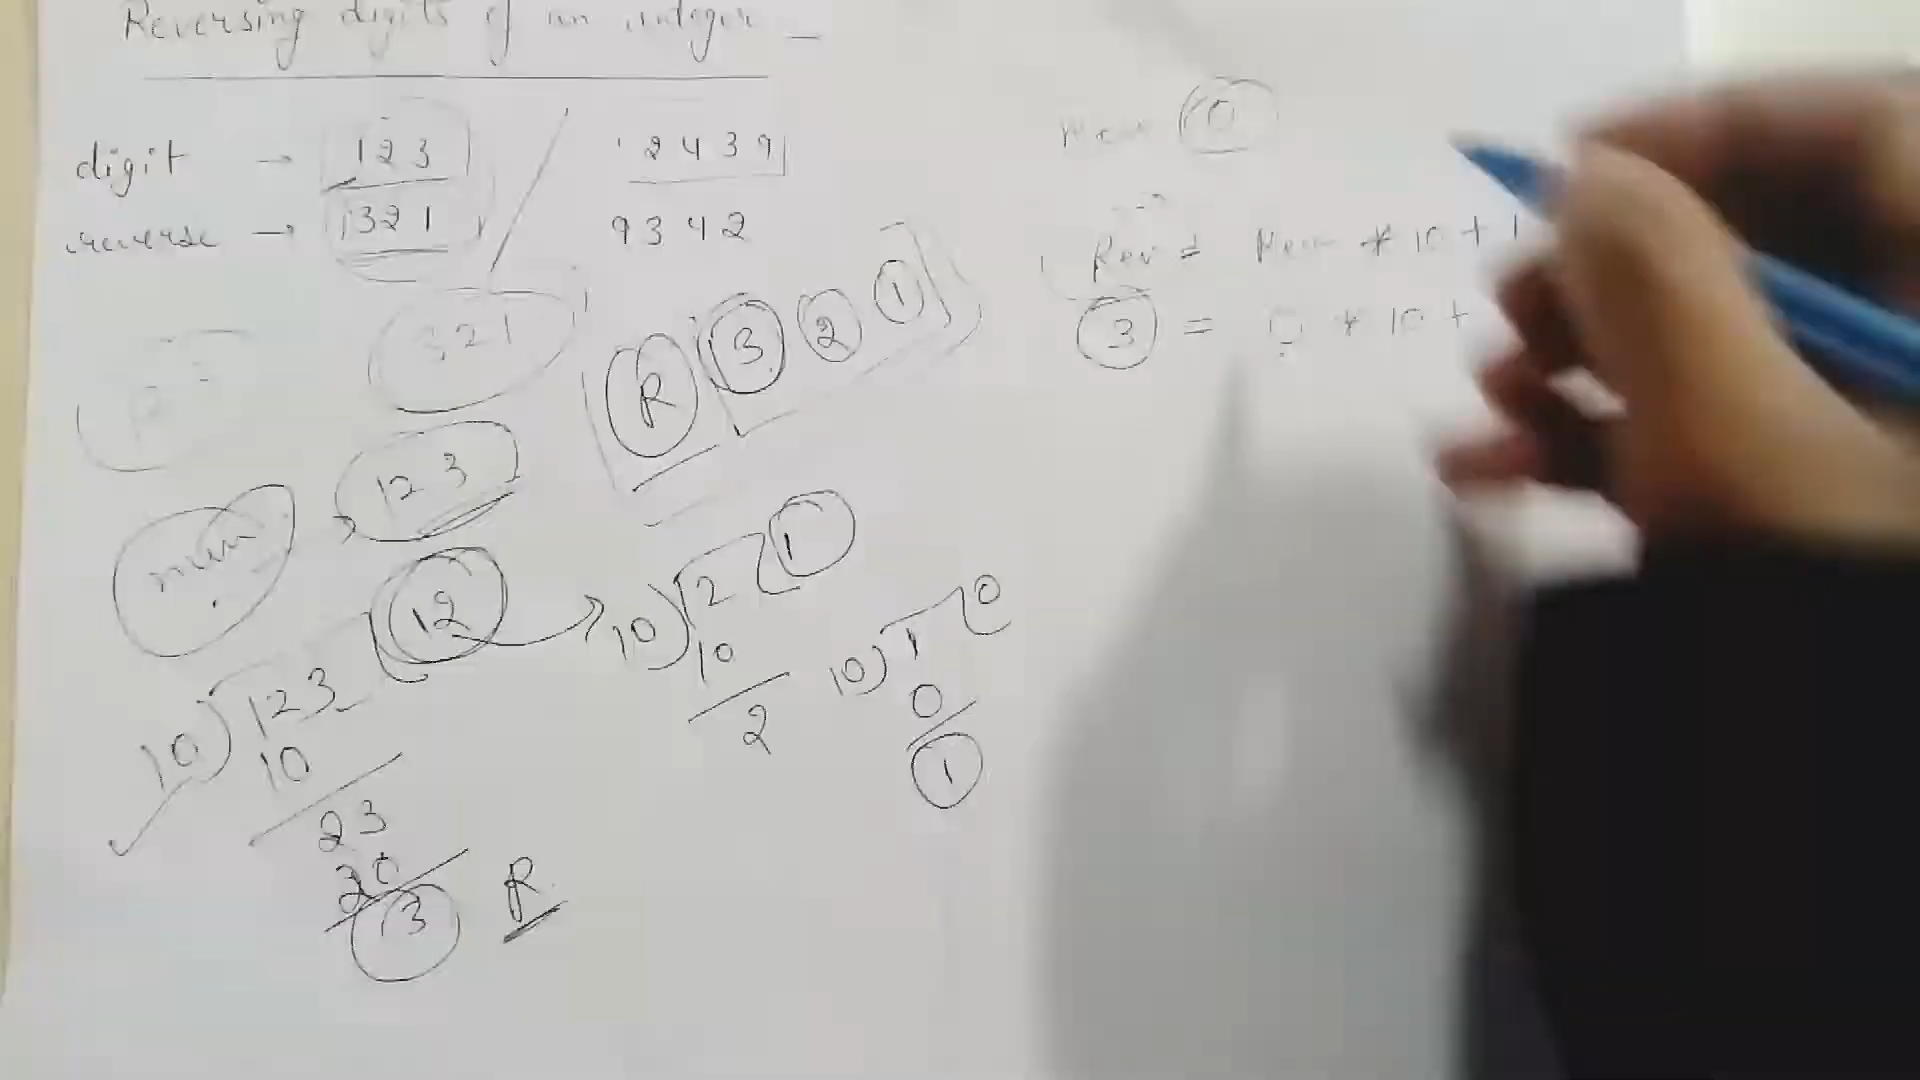 Reversing digits of an integer
digit → 123 2439
reverse → 321 9342
321
R 3 2 1
123
num
12
10) 123
10
23
20
3 R
1
10) 12
10
2
0
10) 1
0
1
Rev 0
Rev = Rev * 10 +
3 = 0 * 10 +